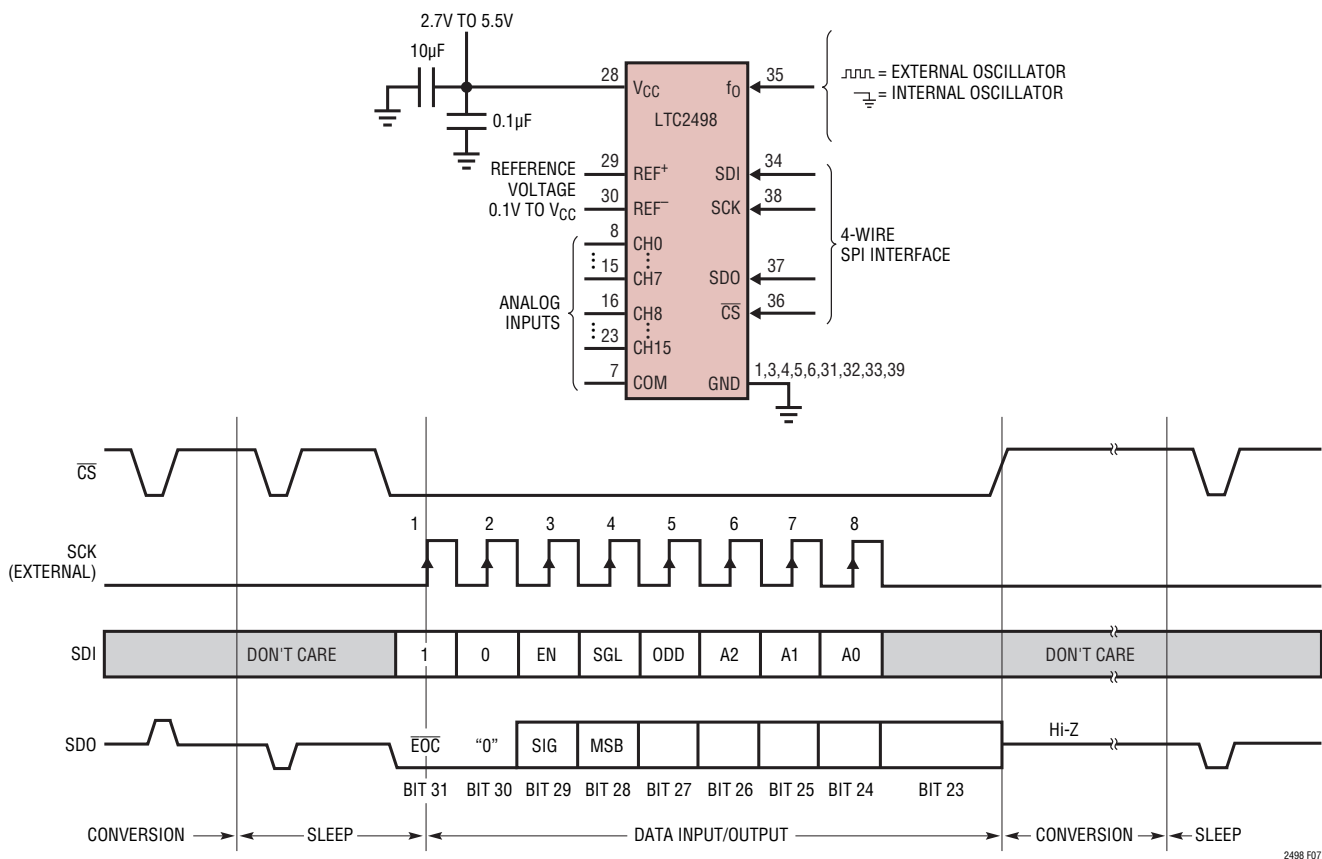 2.7V TO 5.5V
10µF
0.1µF
28
VCC
fO
35
LTC2498
= EXTERNAL OSCILLATOR
= INTERNAL OSCILLATOR
REFERENCE
VOLTAGE
0.1V TO VCC
29
REF+
30
REF–
SDI
34
SCK
38
SDO
37
CS
36
4-WIRE
SPI INTERFACE
ANALOG
INPUTS
8
CH0
15
CH7
16
CH8
23
CH15
7
COM
GND
1,3,4,5,6,31,32,33,39
CS
SCK
(EXTERNAL)
1 2 3 4 5 6 7 8
SDI
DON'T CARE 1 0 EN SGL ODD A2 A1 A0 DON'T CARE
SDO
EOC “0” SIG MSB Hi-Z
BIT 31 BIT 30 BIT 29 BIT 28 BIT 27 BIT 26 BIT 25 BIT 24 BIT 23
CONVERSION SLEEP DATA INPUT/OUTPUT CONVERSION SLEEP
2498 F07